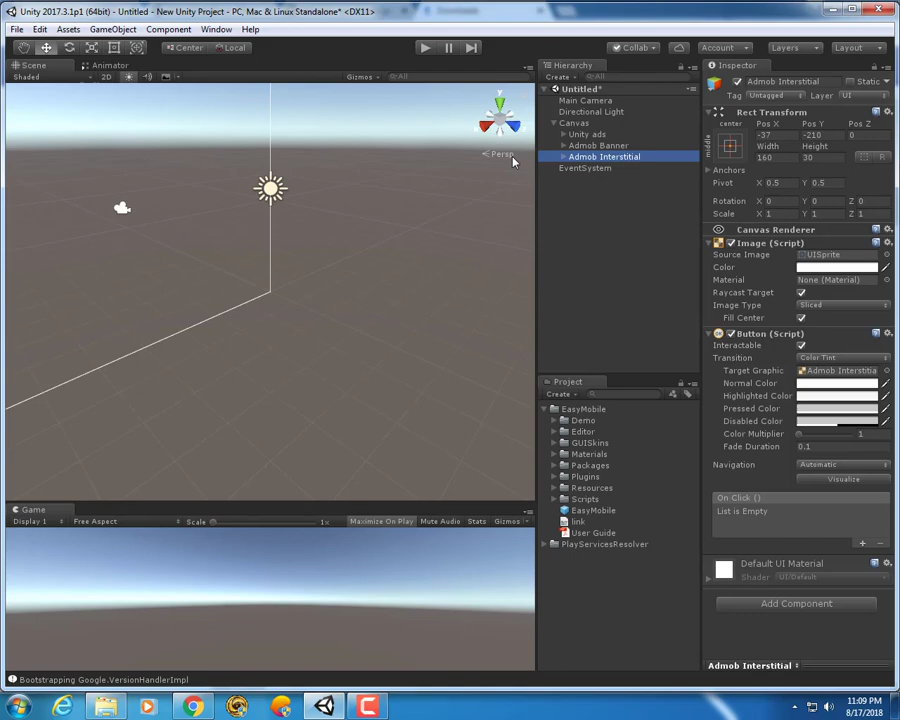 Unity 2017.3.1p1 (64bit) - Untitled - New Unity Project - PC, Mac & Linux Standalone* <DX11>
File Edit Assets GameObject Component Window Help
Center Local Collab Account Layers Layout
Scene Animator
Shaded 2D Gizmos All
y
x
Persp
Hierarchy
Create All
Untitled*
Main Camera
Directional Light
Canvas
Unity ads
Admob Banner
Admob Interstitial
EventSystem
Project
Create
EasyMobile
Demo
Editor
GUISkins
Materials
Packages
Plugins
Resources
Scripts
EasyMobile
link
User Guide
PlayServicesResolver
Inspector
Admob Interstitial Static
Tag Untagged Layer UI
Rect Transform
center Pos X Pos Y Pos Z
middle -37 -210 0
Width Height
160 30 R
Anchors
Pivot X 0.5 Y 0.5
Rotation X 0 Y 0 Z 0
Scale X 1 Y 1 Z 1
Canvas Renderer
Image (Script)
Source Image UISprite
Color
Material None (Material)
Raycast Target
Image Type Sliced
Fill Center
Button (Script)
Interactable
Transition Color Tint
Target Graphic Admob Interstitia
Normal Color
Highlighted Color
Pressed Color
Disabled Color
Color Multiplier 1
Fade Duration 0.1
Navigation Automatic
Visualize
On Click ()
List is Empty
Default UI Material
Shader UI/Default
Add Component
Admob Interstitial
Game
Display 1 Free Aspect Scale 1x Maximize On Play Mute Audio Stats Gizmos
Bootstrapping Google.VersionHandlerImpl
11:09 PM
8/17/2018